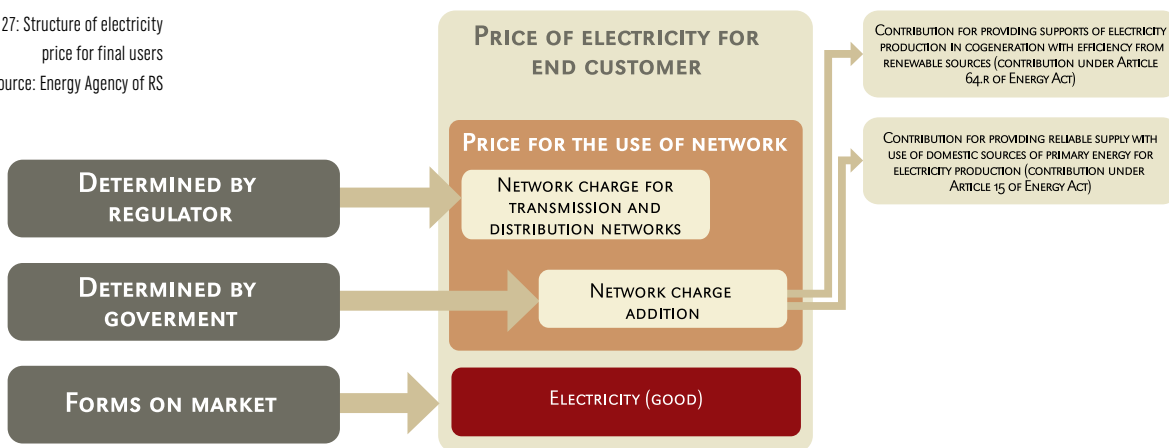 27: Structure of electricity
price for final users
ource: Energy Agency of RS
PRICE OF ELECTRICITY FOR
END CUSTOMER
PRICE FOR THE USE OF NETWORK
DETERMINED BY
REGULATOR
NETWORK CHARGE FOR
TRANSMISSION AND
DISTRIBUTION NETWORKS
DETERMINED BY
GOVERMENT
NETWORK CHARGE
ADDITION
FORMS ON MARKET
ELECTRICITY (GOOD)
CONTRIBUTION FOR PROVIDING SUPPORTS OF ELECTRICITY
PRODUCTION IN COGENERATION WITH EFFICIENCY FROM
RENEWABLE SOURCES (CONTRIBUTION UNDER ARTICLE
64.R OF ENERGY ACT)
CONTRIBUTION FOR PROVIDING RELIABLE SUPPLY WITH
USE OF DOMESTIC SOURCES OF PRIMARY ENERGY FOR
ELECTRICITY PRODUCTION (CONTRIBUTION UNDER
ARTICLE 15 OF ENERGY ACT)